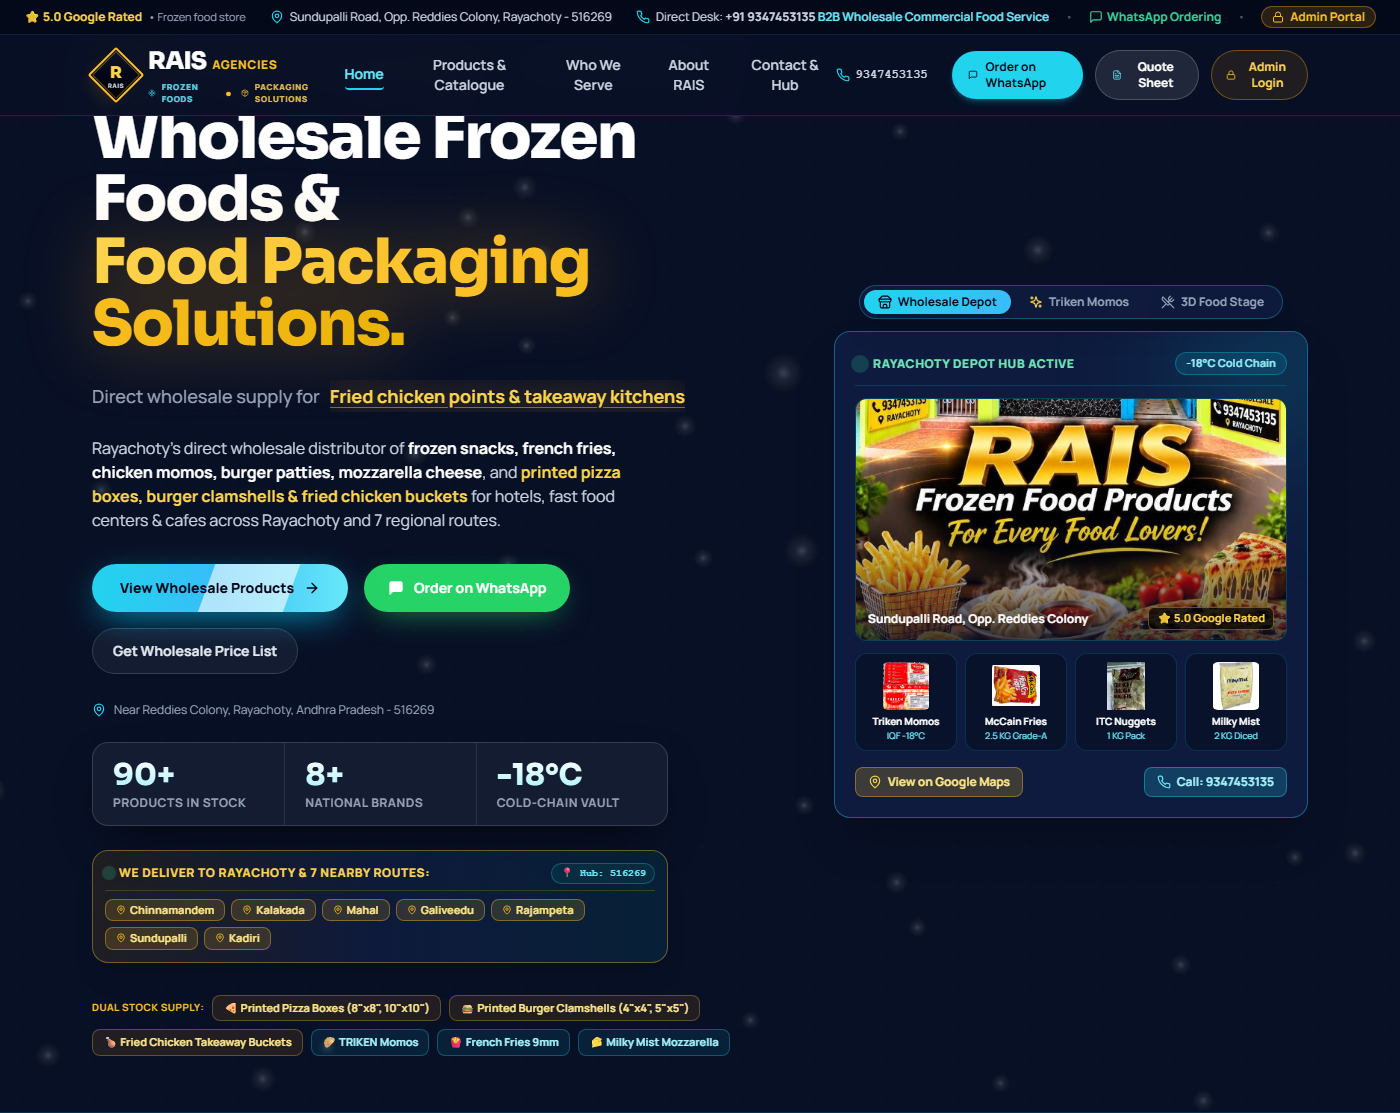 5.0 Google Rated • Frozen food store
Sundupalli Road, Opp. Reddies Colony, Rayachoty - 516269
Direct Desk: +91 9347453135 B2B Wholesale Commercial Food Service
•
WhatsApp Ordering
•
Admin Portal
R
RAIS
RAIS AGENCIES
FROZEN FOODS
•
PACKAGING SOLUTIONS
Home
Products & Catalogue
Who We Serve
About RAIS
Contact & Hub
9347453135
Order on WhatsApp
Quote Sheet
Admin Login
Wholesale Frozen
Foods &
Food Packaging
Solutions.
Direct wholesale supply for Fried chicken points & takeaway kitchens
Rayachoty's direct wholesale distributor of frozen snacks, french fries,
chicken momos, burger patties, mozzarella cheese, and printed pizza
boxes, burger clamshells & fried chicken buckets for hotels, fast food
centers & cafes across Rayachoty and 7 regional routes.
View Wholesale Products →
Order on WhatsApp
Get Wholesale Price List
Near Reddies Colony, Rayachoty, Andhra Pradesh - 516269
90+
PRODUCTS IN STOCK
8+
NATIONAL BRANDS
-18°C
COLD-CHAIN VAULT
WE DELIVER TO RAYACHOTY & 7 NEARBY ROUTES:
Hub: 516269
Chinnamandem
Kalakada
Mahal
Galiveedu
Rajampeta
Sundupalli
Kadiri
DUAL STOCK SUPPLY:
Printed Pizza Boxes (8"x8", 10"x10")
Printed Burger Clamshells (4"x4", 5"x5")
Fried Chicken Takeaway Buckets
TRIKEN Momos
French Fries 9mm
Milky Mist Mozzarella
Wholesale Depot
Triken Momos
3D Food Stage
RAYACHOTY DEPOT HUB ACTIVE
-18°C Cold Chain
9347453135
RAYACHOTY
9347453135
RAYACHOTY
RAIS
Frozen Food Products
For Every Food Lovers!
Sundupalli Road, Opp. Reddies Colony
5.0 Google Rated
Triken Momos
IQF -18°C
McCain Fries
2.5 KG Grade-A
ITC Nuggets
1 KG Pack
Milky Mist
2 KG Diced
View on Google Maps
Call: 9347453135